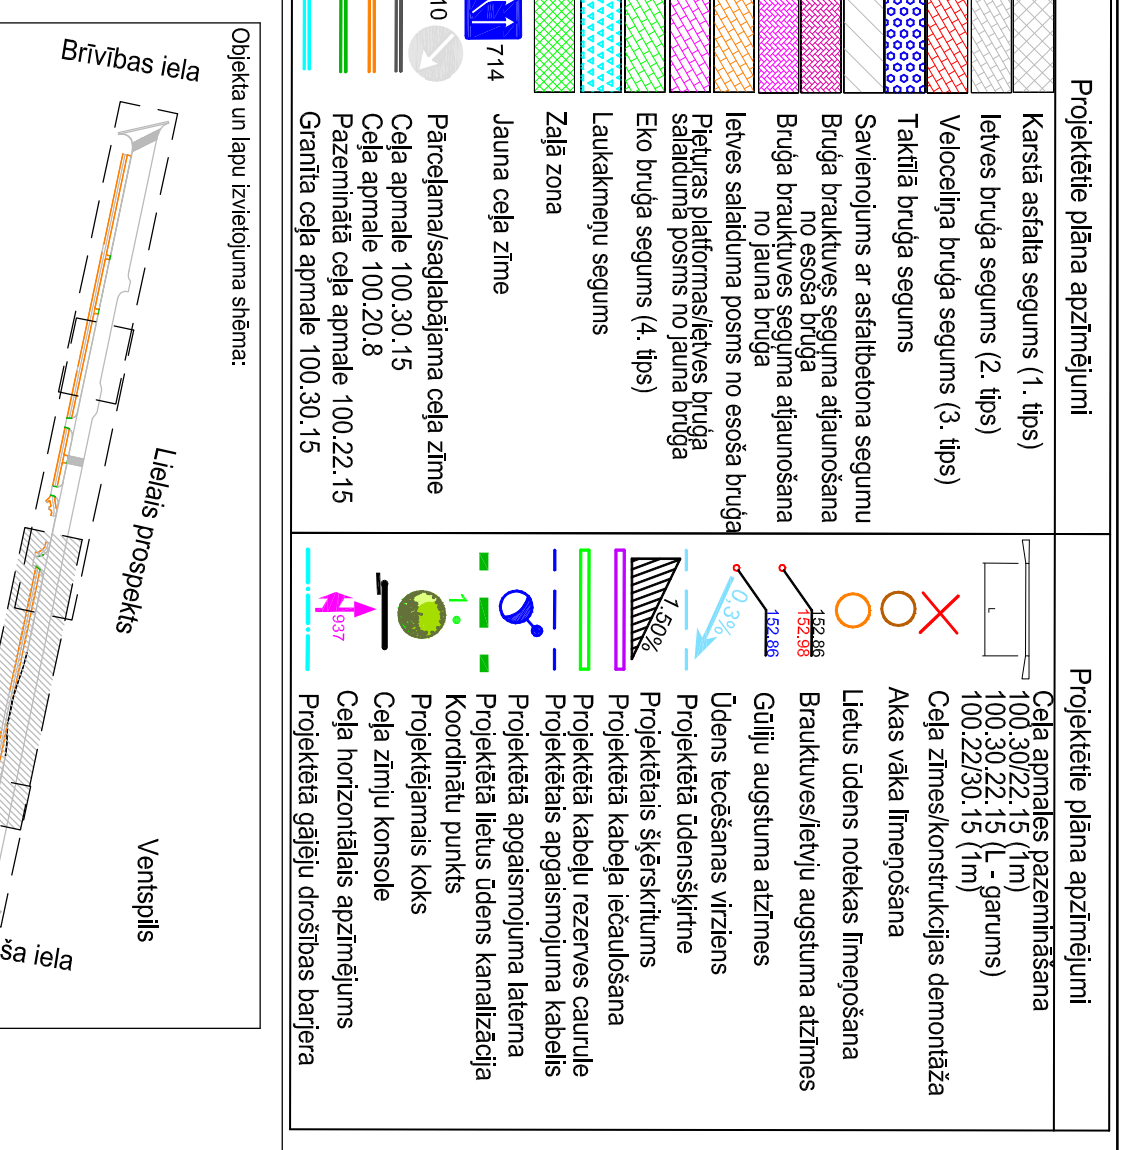 Projektētie plāna apzīmējumi
Karstā asfalta segums (1. tips)
Ietves bruģa segums (2. tips)
Veloceliņa bruģa segums (3. tips)
Taktīlā bruģa segums
Savienojums ar asfaltbetona segumu
Bruģa brauktuves seguma atjaunošana
no esoša bruģa
Bruģa brauktuves seguma atjaunošana
no jauna bruģa
Ietves salaiduma posms no esoša bruģa
Pieturas platformas/ietves bruģa
salaiduma posms no jauna bruģa
Eko bruģa segums (4. tips)
Laukakmeņu segums
Zaļā zona
714
Jauna ceļa zīme
10
Pārceļama/saglabājama ceļa zīme
Ceļa apmale 100.30.15
Ceļa apmale 100.20.8
Pazeminātā ceļa apmale 100.22.15
Granīta ceļa apmale 100.30.15
Projektētie plāna apzīmējumi
L
Ceļa apmales pazemināšana
100.30/22.15 (1m)
100.30.22.15 (L - garums)
100.22/30.15 (1m)
Ceļa zīmes/konstrukcijas demontāža
Akas vāka līmeņošana
Lietus ūdens notekas līmeņošana
152.86
152.98
Brauktuves/ietvju augstuma atzīmes
152.86
Gūliju augstuma atzīmes
0,3%
Ūdens tecēšanas virziens
Projektētā ūdensšķirtne
1.50%
Projektētais šķērskritums
Projektētā kabeļa iečaulošana
Projektētā kabeļu rezerves caurule
Projektētais apgaismojuma kabelis
Projektētā apgaismojuma laterna
Projektētā lietus ūdens kanalizācija
1
Koordinātu punkts
Projektējamais koks
Ceļa zīmju konsole
937
Ceļa horizontālais apzīmējums
Projektētā gājēju drošības barjera
Objekta un lapu izvietojuma shēma:
Brīvības iela
Lielais prospekts
Ventspils
ša iela